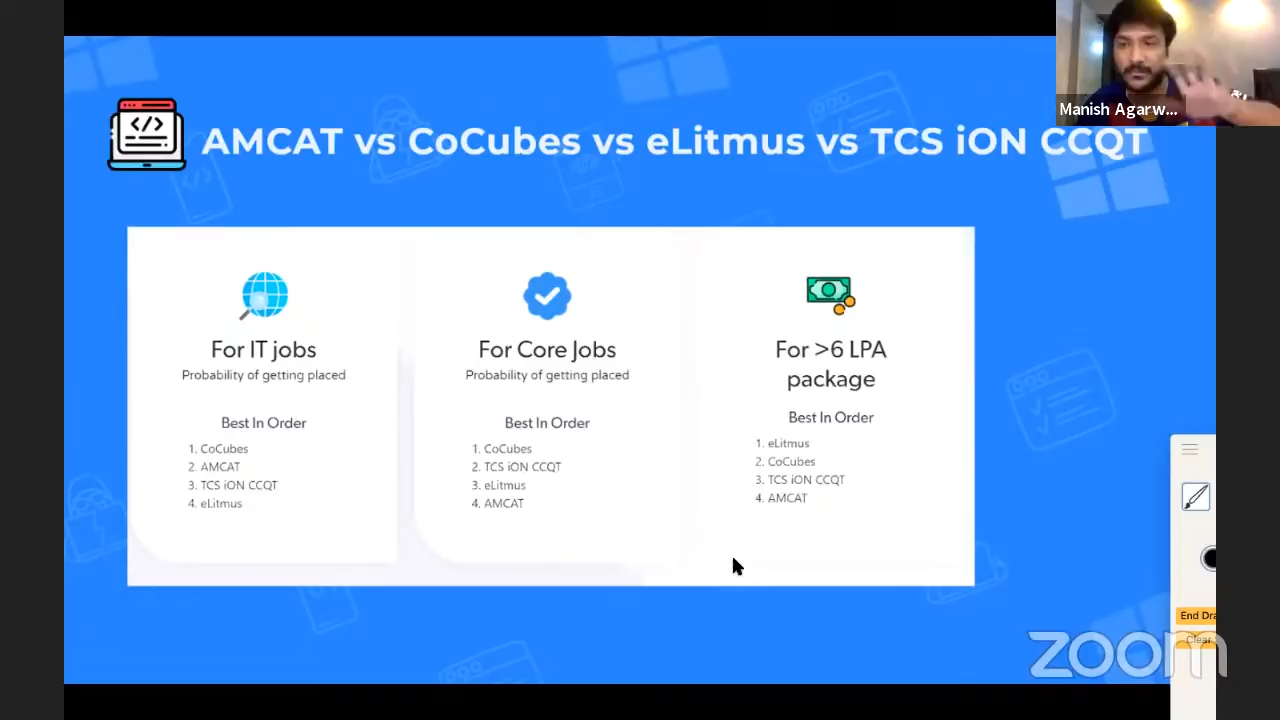 Manish Agarw...
</>
AMCAT vs CoCubes vs eLitmus vs TCS iON CCQT
For IT jobs
Probability of getting placed
Best In Order
1. CoCubes
2. AMCAT
3. TCS iON CCQT
4. eLitmus
For Core Jobs
Probability of getting placed
Best In Order
1. CoCubes
2. TCS iON CCQT
3. eLitmus
4. AMCAT
For >6 LPA
package
Best In Order
1. eLitmus
2. CoCubes
3. TCS iON CCQT
4. AMCAT
End Dra
Clear
zoom